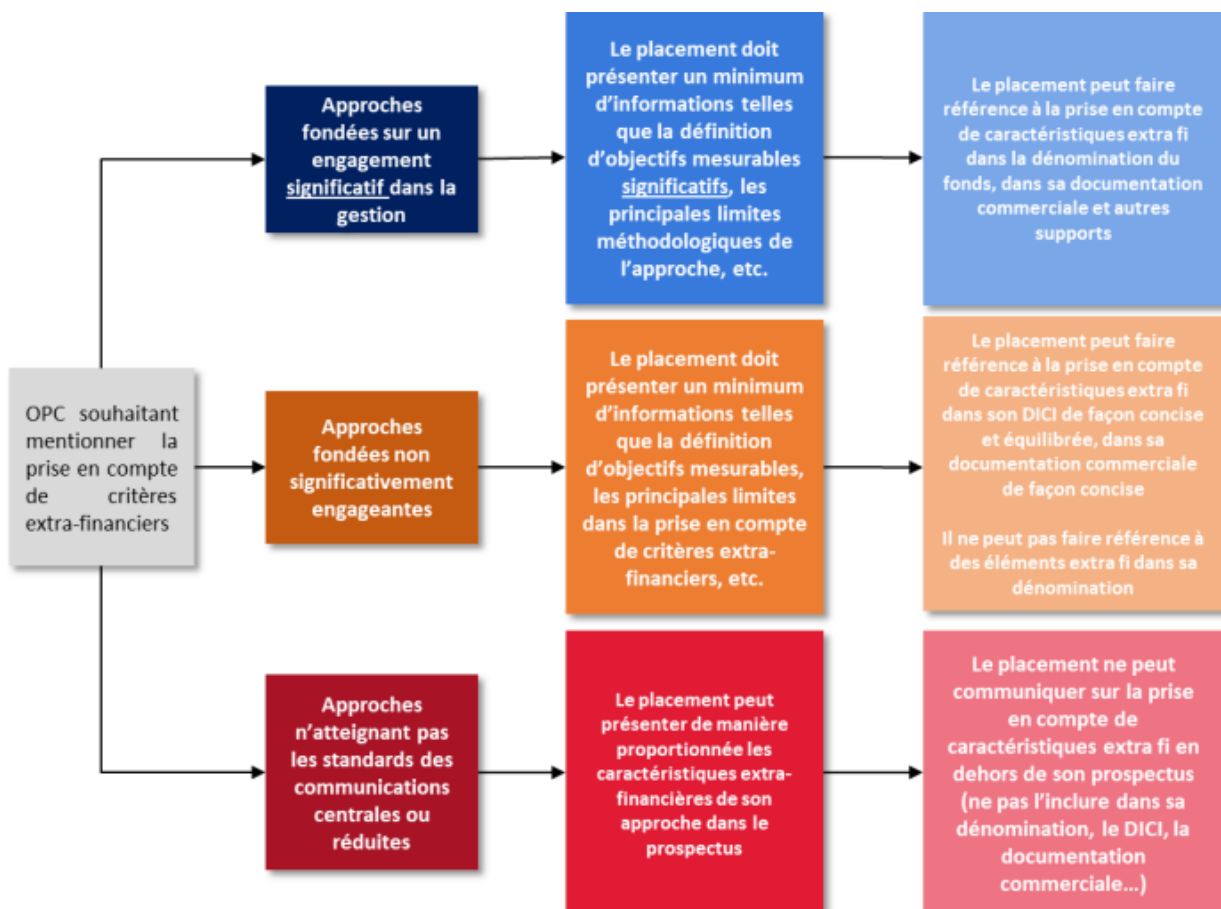 OPC souhaitant
mentionner la
prise en compte
de critères
extra-financiers
Approches
fondées sur un
engagement
significatif dans la
gestion
Le placement doit
présenter un minimum
d'informations telles
que la définition
d'objectifs mesurables
significatifs, les
principales limites
méthodologiques de
l'approche, etc.
Le placement peut faire
référence à la prise en compte
de caractéristiques extra fi
dans la dénomination du
fonds, dans sa documentation
commerciale et autres
supports
Approches
fondées non
significativement
engageantes
Le placement doit
présenter un minimum
d'informations telles
que la définition
d'objectifs mesurables,
les principales limites
dans la prise en compte
de critères extra-
financiers, etc.
Le placement peut faire
référence à la prise en compte
de caractéristiques extra fi
dans son DICI de façon concise
et équilibrée, dans sa
documentation commerciale
de façon concise
Il ne peut pas faire référence à
des éléments extra fi dans sa
dénomination
Approches
n'atteignant pas
les standards des
communications
centrales ou
réduites
Le placement peut
présenter de manière
proportionnée les
caractéristiques extra-
financières de son
approche dans le
prospectus
Le placement ne peut
communiquer sur la prise
en compte de
caractéristiques extra fi en
dehors de son prospectus
(ne pas l'inclure dans sa
dénomination, le DICI, la
documentation
commerciale...)